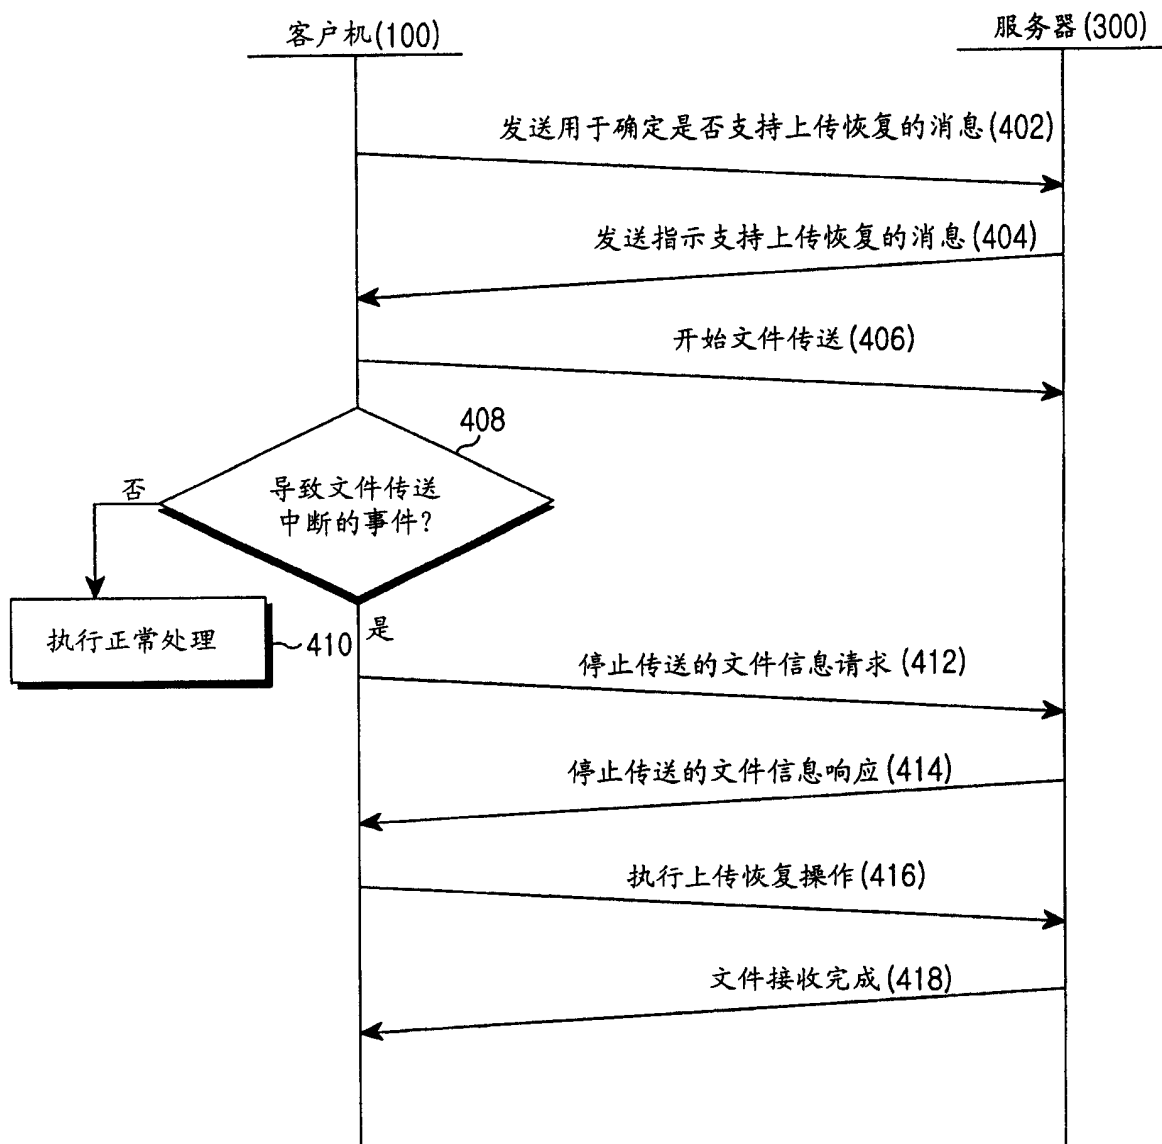 客户机(100)
服务器(300)
发送用于确定是否支持上传恢复的消息(402)
发送指示支持上传恢复的消息(404)
开始文件传送(406)
408
导致文件传送
中断的事件?
否
执行正常处理
410
是
停止传送的文件信息请求(412)
停止传送的文件信息响应(414)
执行上传恢复操作(416)
文件接收完成(418)